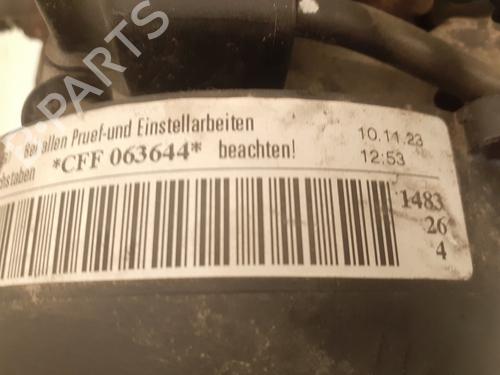 Bei allen Pruef-und Einstellarbeiten
*CFF 063644* beachten!
10.11.23
12:53
1483
26
4
B-PARTS